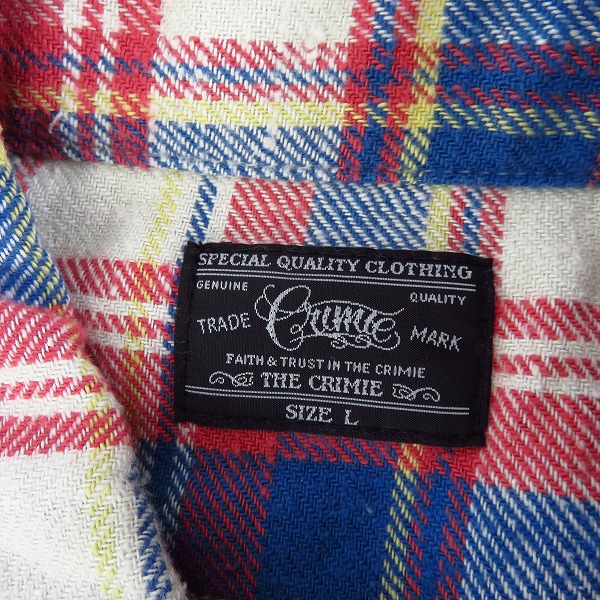 SPECIAL QUALITY CLOTHING
GENUINE QUALITY
TRADE Crimie MARK
FAITH & TRUST IN THE CRIMIE
THE CRIMIE
SIZE L